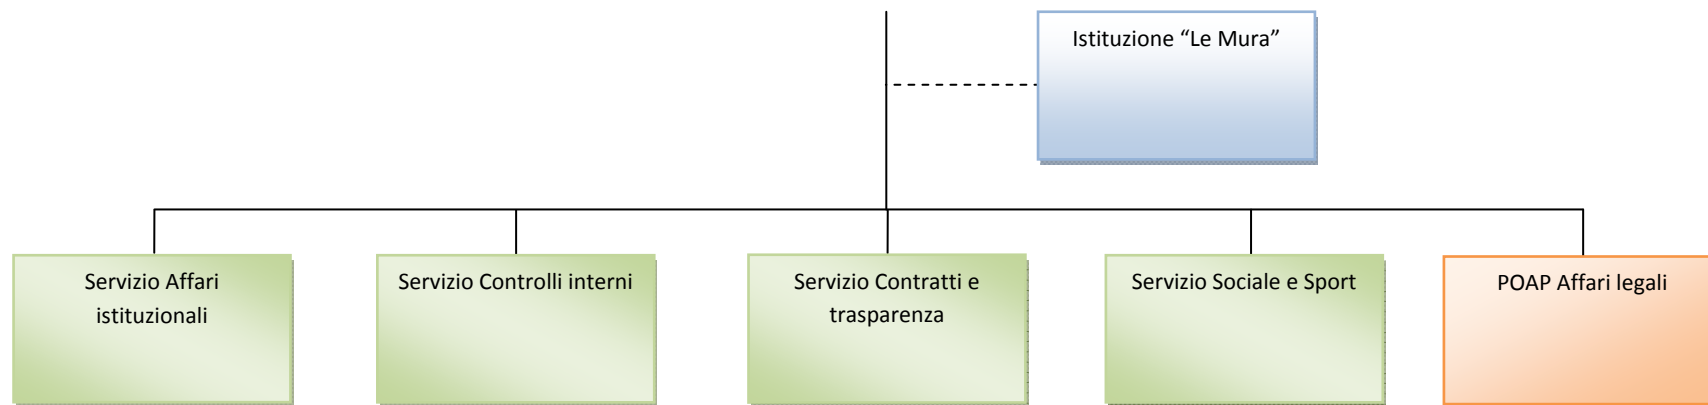 Istituzione “Le Mura”
Servizio Affari
istituzionali
Servizio Controlli interni
Servizio Contratti e
trasparenza
Servizio Sociale e Sport
POAP Affari legali